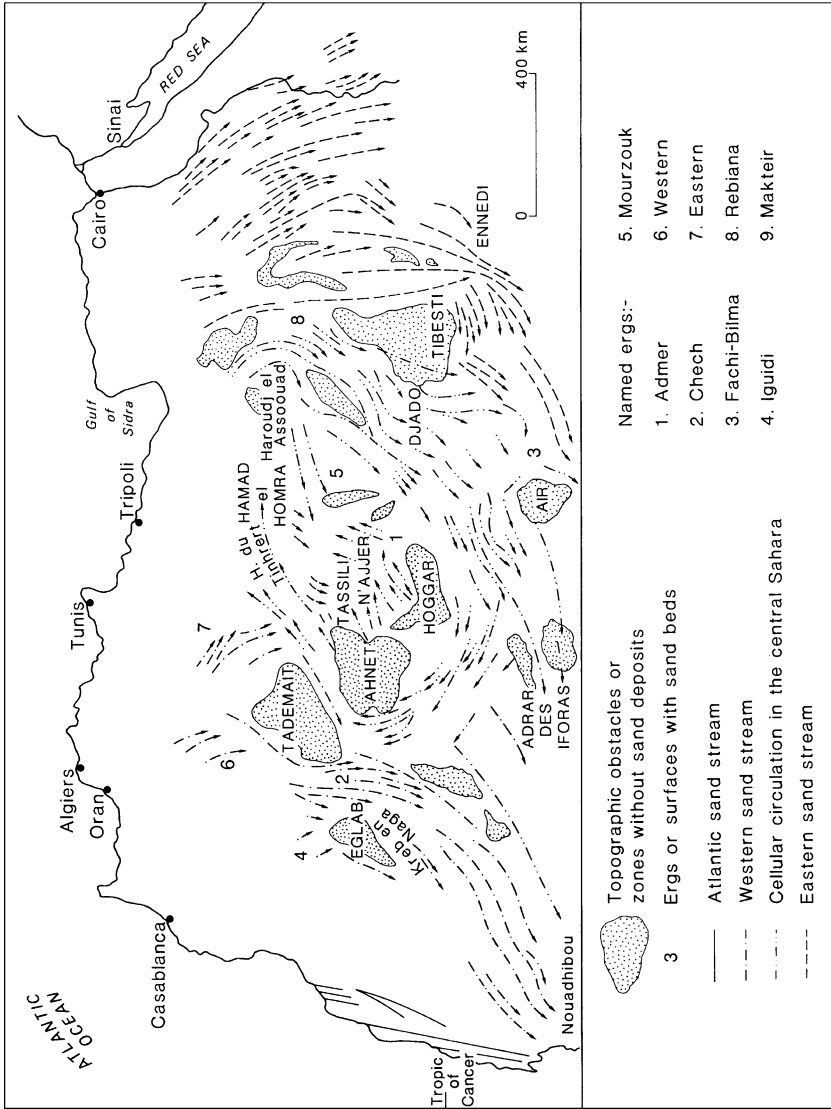 ATLANTIC
OCEAN
Casablanca
Oran
Algiers
Tunis
Tripoli
Gulf
of
Sidra
Cairo
Sinai
RED SEA
Tropic
of
Cancer
Nouadhibou
4
EGLAB
Kreb en
Naga
2
6
TADEMAIT
7
AHNET
TASSILI
N'AJJER
HOGGAR
1
5
H. du
Tinhrert
HAMAD
el
HOMRA
Haroudj el
Assoouad
8
DJADO
TIBESTI
ENNEDI
3
AIR
ADRAR
DES
IFORAS
0 400 km
Topographic obstacles or
zones without sand deposits
3 Ergs or surfaces with sand beds
Atlantic sand stream
Western sand stream
Cellular circulation in the central Sahara
Eastern sand stream
Named ergs:-
1. Admer
2. Chech
3. Fachi-Bilma
4. Iguidi
5. Mourzouk
6. Western
7. Eastern
8. Rebiana
9. Makteir